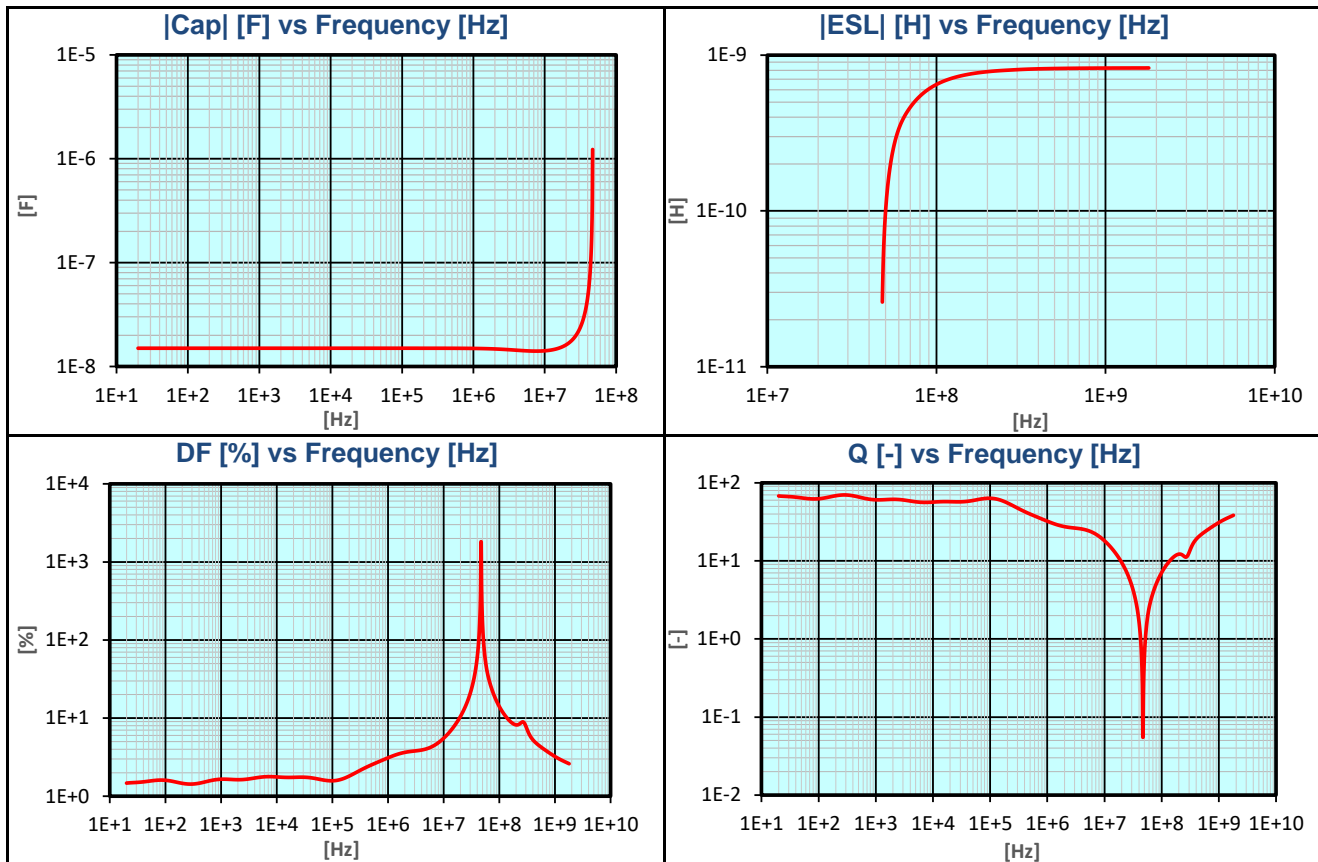 |Cap| [F] vs Frequency [Hz]
1E-5
1E-6
1E-7
1E-8
[F]
1E+1 1E+2 1E+3 1E+4 1E+5 1E+6 1E+7 1E+8
[Hz]
|ESL| [H] vs Frequency [Hz]
1E-9
1E-10
1E-11
[H]
1E+7 1E+8 1E+9 1E+10
[Hz]
DF [%] vs Frequency [Hz]
1E+4
1E+3
1E+2
1E+1
1E+0
[%]
1E+1 1E+2 1E+3 1E+4 1E+5 1E+6 1E+7 1E+8 1E+9 1E+10
[Hz]
Q [-] vs Frequency [Hz]
1E+2
1E+1
1E+0
1E-1
1E-2
[-]
1E+1 1E+2 1E+3 1E+4 1E+5 1E+6 1E+7 1E+8 1E+9 1E+10
[Hz]